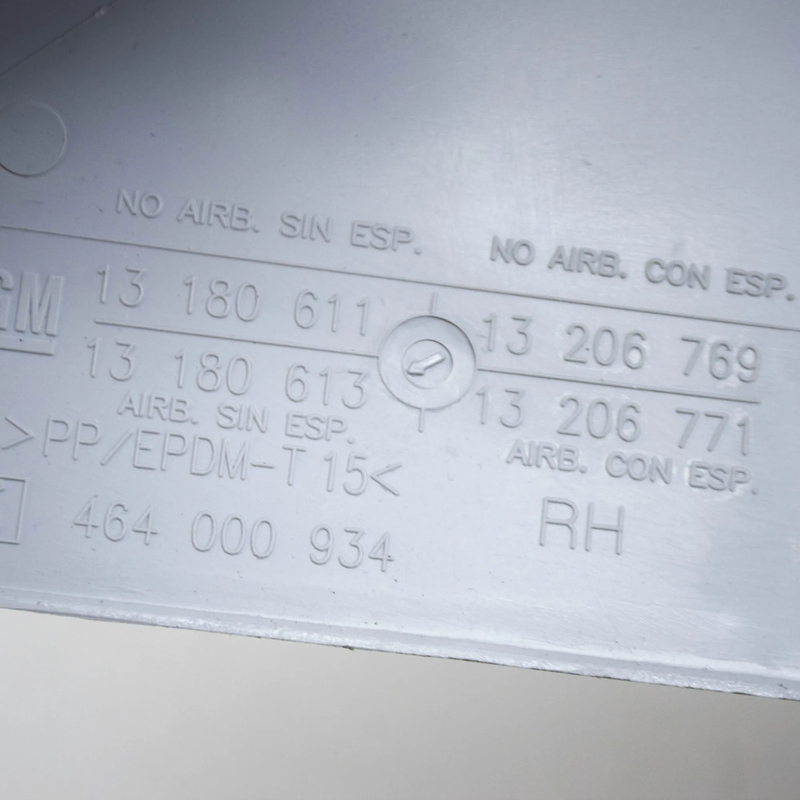 NO AIRB. SIN ESP.
NO AIRB. CON ESP.
GM
13 180 611
13 206 769
13 180 613
13 206 771
AIRB. SIN ESP.
AIRB. CON ESP.
>PP/EPDM-T 15<
464 000 934
RH